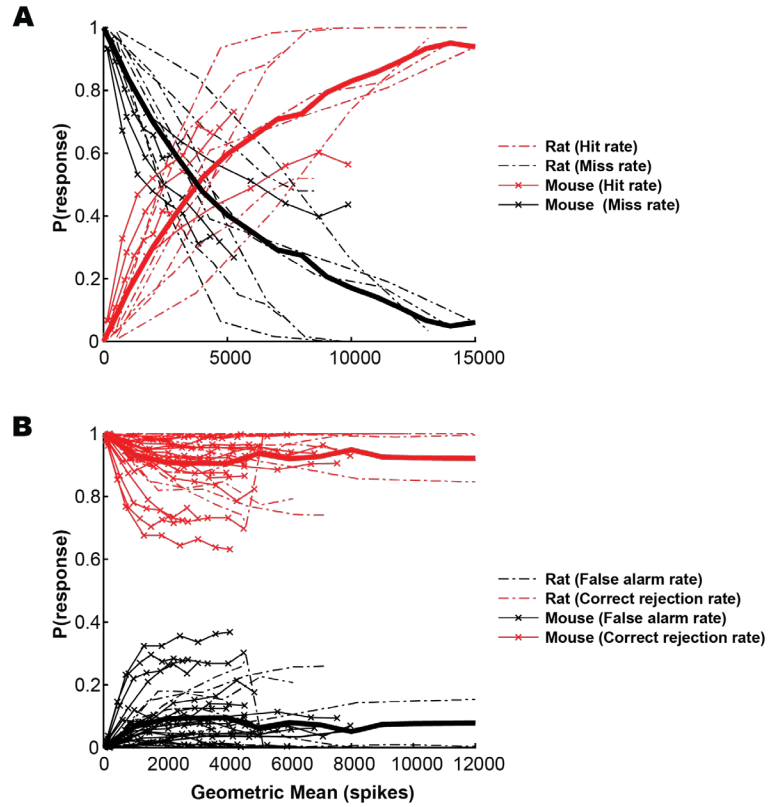 A
P(response)
1
0.8
0.6
0.4
0.2
0
0 5000 10000 15000
Rat (Hit rate)
Rat (Miss rate)
Mouse (Hit rate)
Mouse (Miss rate)
B
P(response)
1
0.8
0.6
0.4
0.2
0
0 2000 4000 6000 8000 10000 12000
Geometric Mean (spikes)
Rat (False alarm rate)
Rat (Correct rejection rate)
Mouse (False alarm rate)
Mouse (Correct rejection rate)